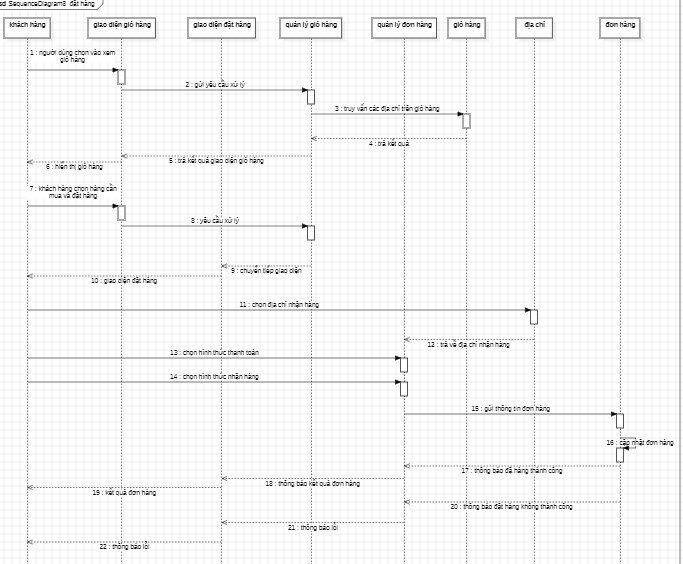 sd SequenceDiagram8 đặt hàng
khách hàng
giao diện giỏ hàng
giao diện đặt hàng
quản lý giỏ hàng
quản lý đơn hàng
giỏ hàng
địa chỉ
đơn hàng
1 : người dùng chọn vào xem
giỏ hàng
2 : gửi yêu cầu xử lý
3 : truy vấn các địa chỉ trên giỏ hàng
4 : trả kết quả
5 : trả kết quả giao diện giỏ hàng
6 : hiển thị giỏ hàng
7 : khách hàng chọn hàng cần
mua và đặt hàng
8 : yêu cầu xử lý
9 : chuyển tiếp giao diện
10 : giao diện đặt hàng
11 : chọn địa chỉ nhận hàng
12 : trả về địa chỉ nhận hàng
13 : chọn hình thức thanh toán
14 : chọn hình thức nhận hàng
15 : gửi thông tin đơn hàng
16 : cập nhật đơn hàng
17 : thông báo đã hàng thành công
18 : thông báo kết quả đơn hàng
19 : kết quả đơn hàng
20 : thông báo đặt hàng không thành công
21 : thông báo lỗi
22 : thông báo lỗi